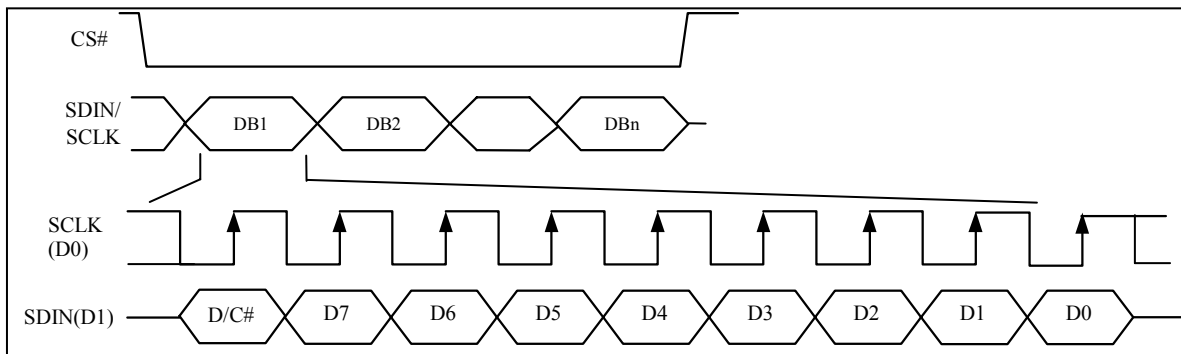 CS#
SDIN/
SCLK
DB1 DB2 DBn
SCLK
(D0)
SDIN(D1) D/C# D7 D6 D5 D4 D3 D2 D1 D0